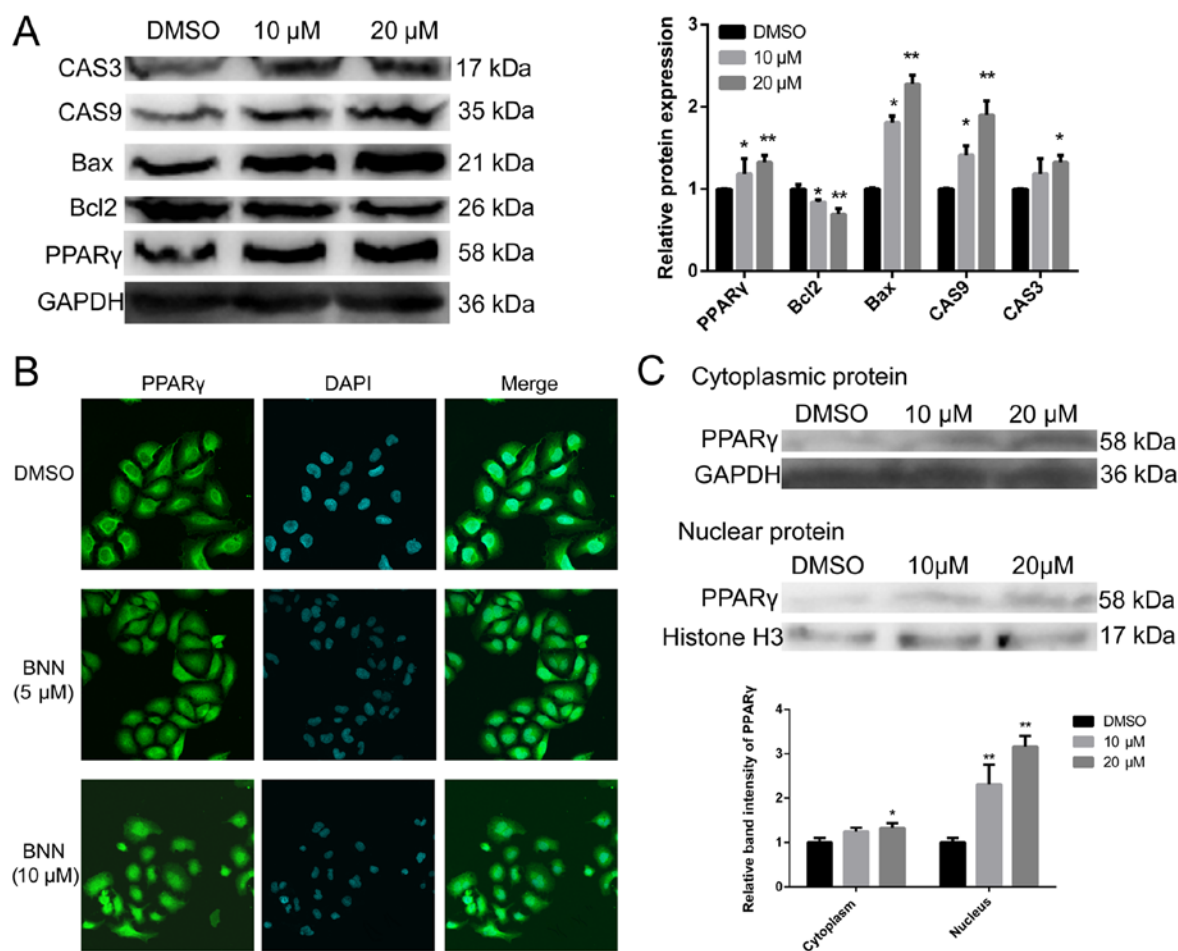 A
DMSO 10 µM 20 µM
CAS3 17 kDa
CAS9 35 kDa
Bax 21 kDa
Bcl2 26 kDa
PPARγ 58 kDa
GAPDH 36 kDa
Relative protein expression
3
2
1
0
DMSO
10 µM
20 µM
* ** * ** * ** * ** *
PPARγ Bcl2 Bax CAS9 CAS3
B
PPARγ DAPI Merge
DMSO
BNN
(5 µM)
BNN
(10 µM)
C
Cytoplasmic protein
DMSO 10 µM 20 µM
PPARγ 58 kDa
GAPDH 36 kDa
Nuclear protein
DMSO 10µM 20µM
PPARγ 58 kDa
Histone H3 17 kDa
Relative band intensity of PPARγ
4
3
2
1
0
* ** **
DMSO
10 µM
20 µM
Cytoplasm Nucleus